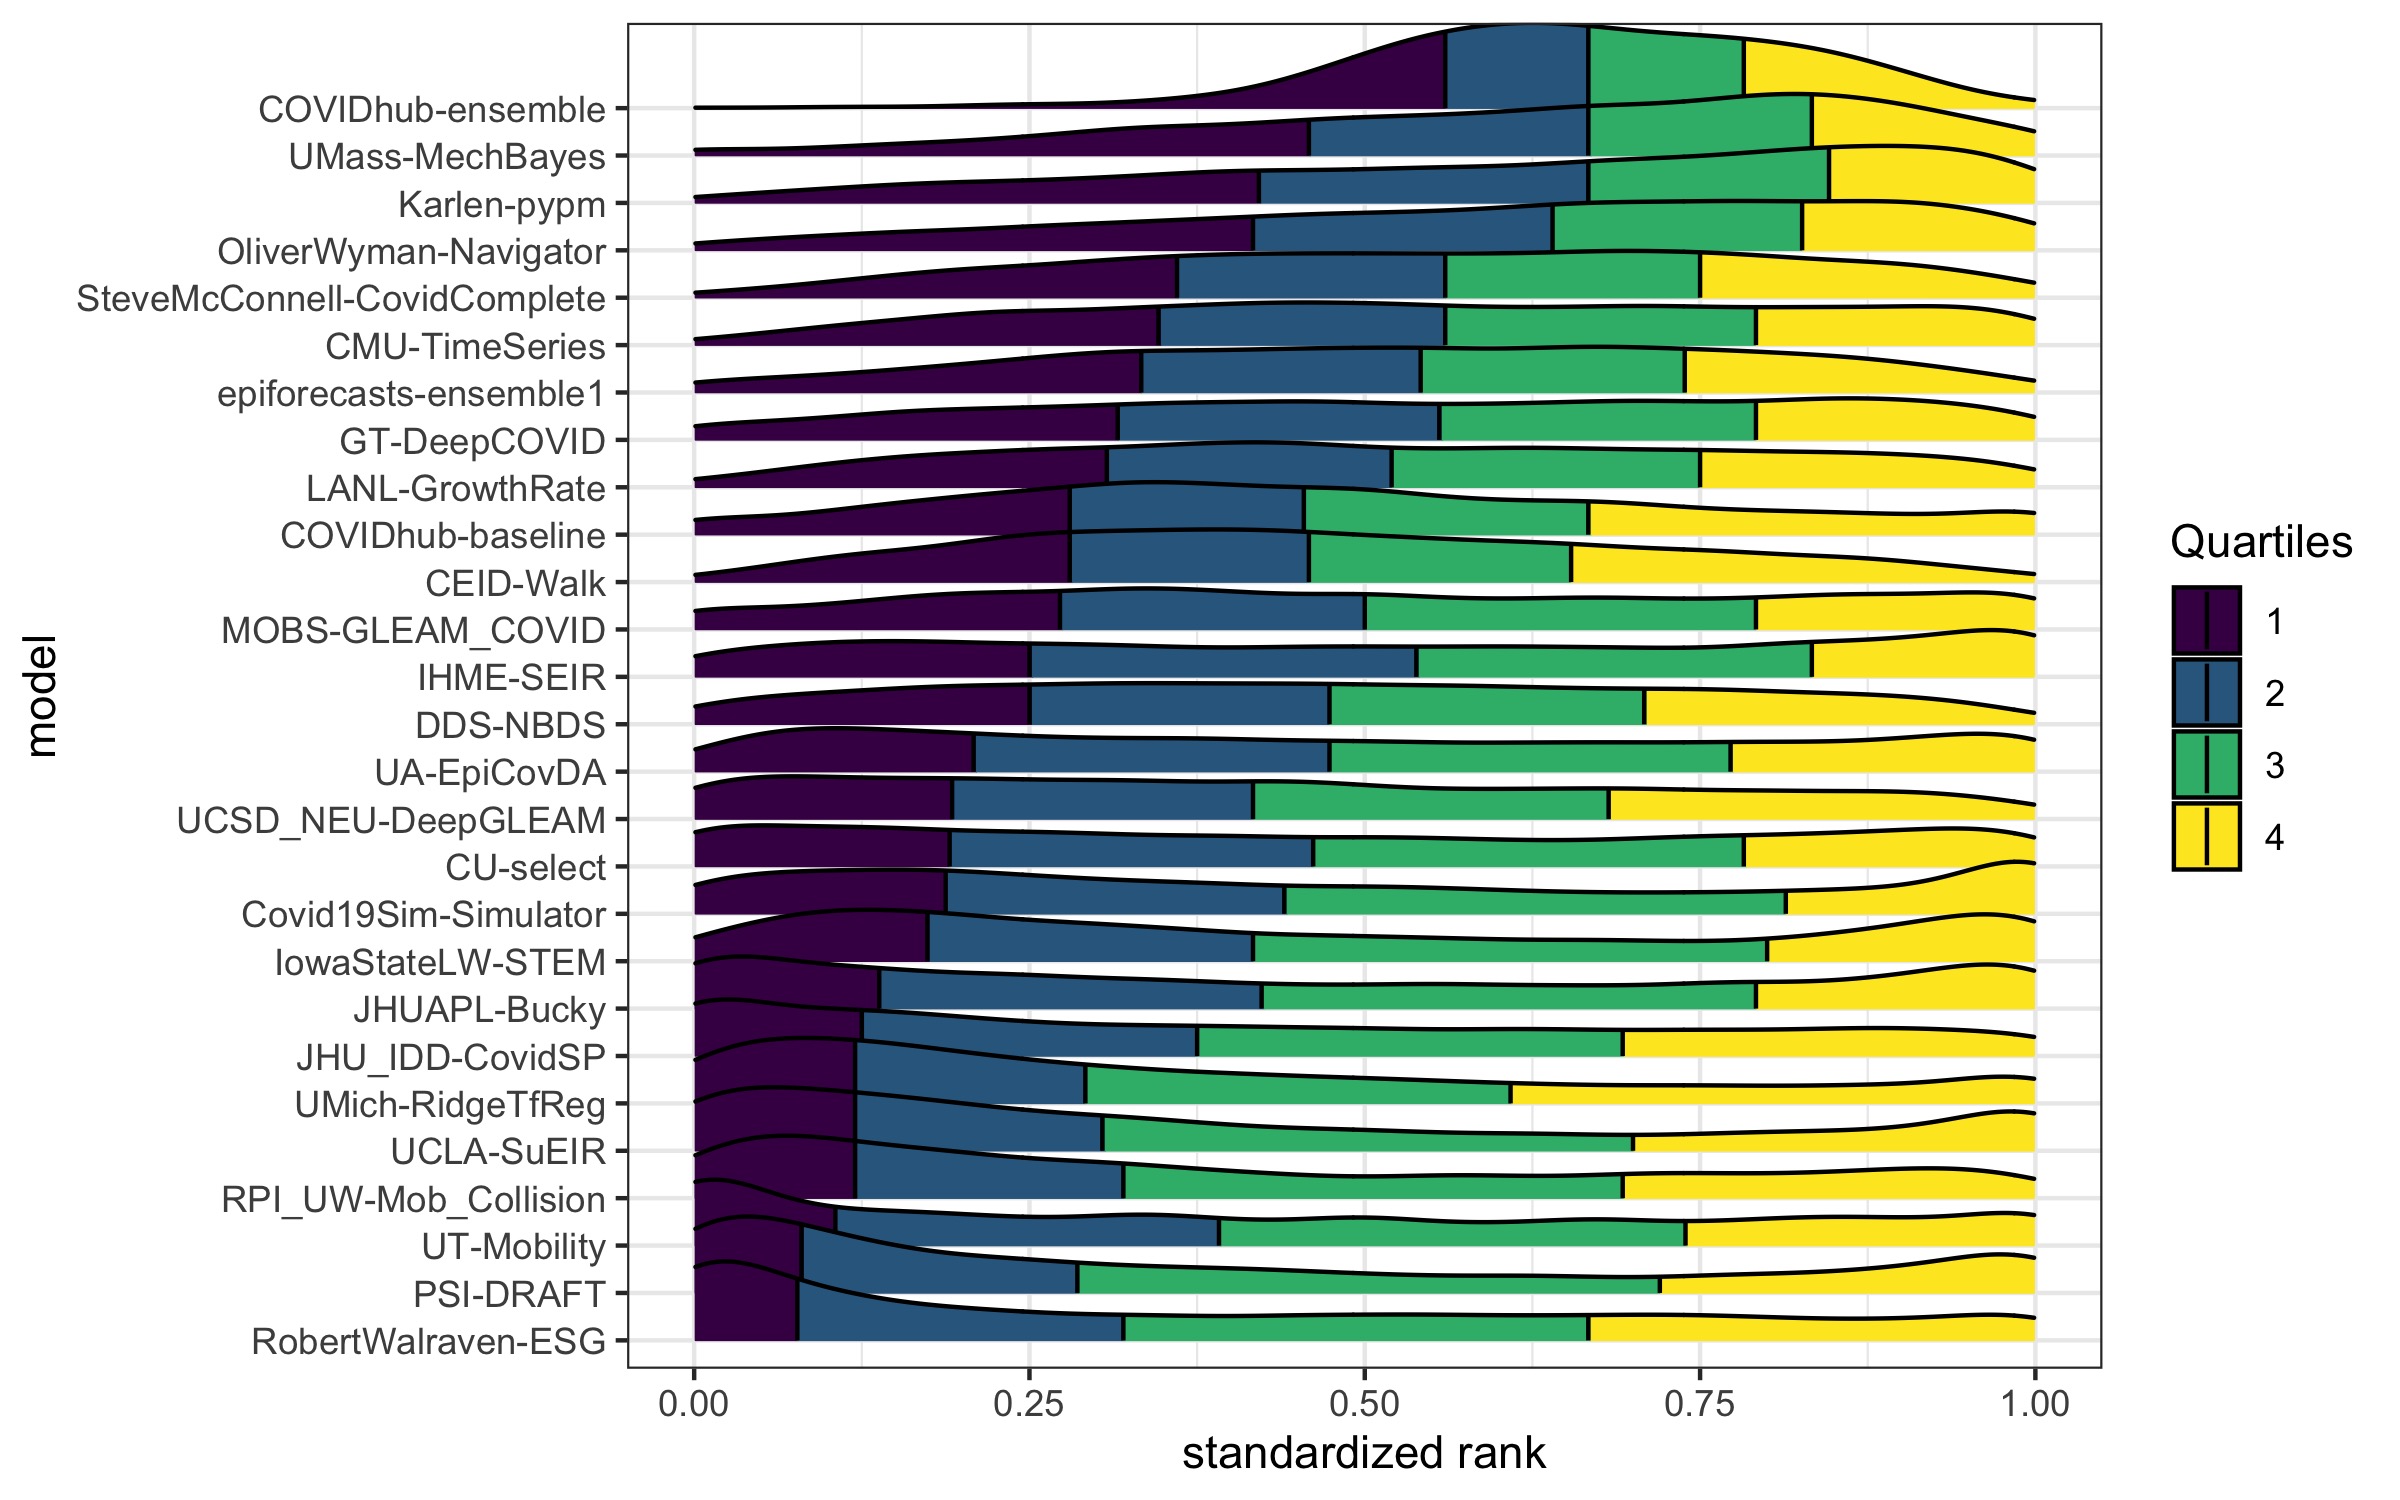 COVIDhub-ensemble
UMass-MechBayes
Karlen-pypm
OliverWyman-Navigator
SteveMcConnell-CovidComplete
CMU-TimeSeries
epiforecasts-ensemble1
GT-DeepCOVID
LANL-GrowthRate
COVIDhub-baseline
CEID-Walk
MOBS-GLEAM_COVID
IHME-SEIR
DDS-NBDS
UA-EpiCovDA
UCSD_NEU-DeepGLEAM
CU-select
Covid19Sim-Simulator
IowaStateLW-STEM
JHUAPL-Bucky
JHU_IDD-CovidSP
UMich-RidgeTfReg
UCLA-SuEIR
RPI_UW-Mob_Collision
UT-Mobility
PSI-DRAFT
RobertWalraven-ESG
model
0.00 0.25 0.50 0.75 1.00
standardized rank
Quartiles
1
2
3
4